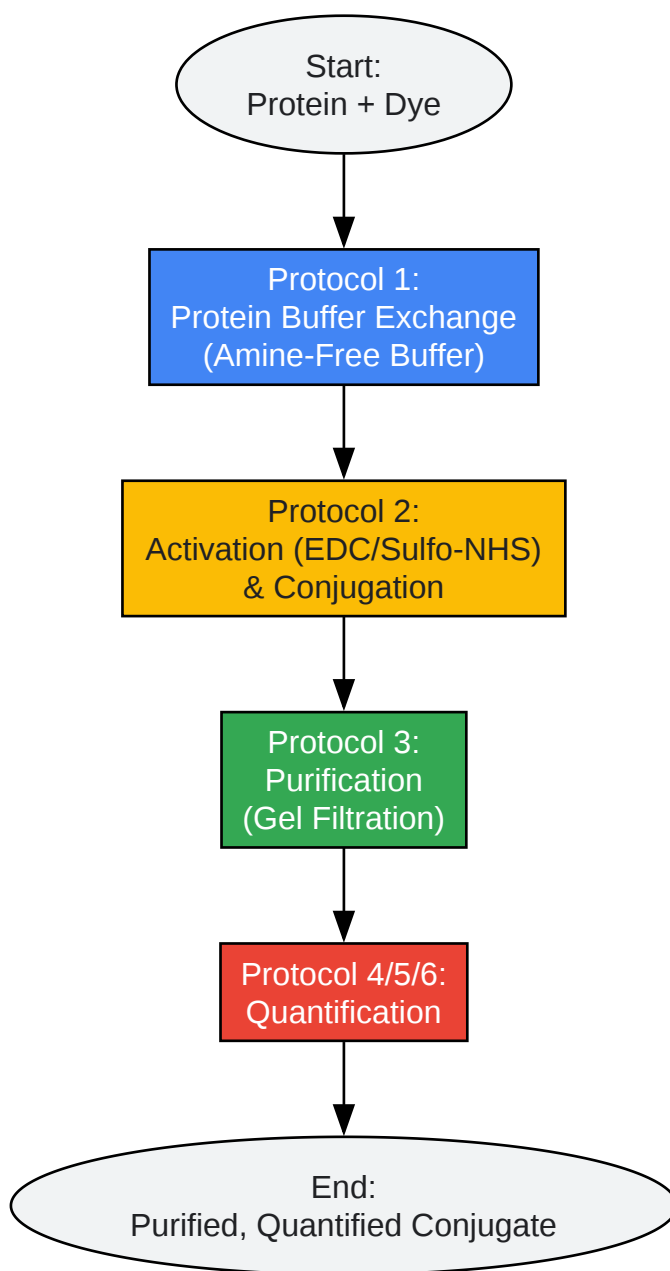 Start:
Protein + Dye
Protocol 1:
Protein Buffer Exchange
(Amine-Free Buffer)
Protocol 2:
Activation (EDC/Sulfo-NHS)
& Conjugation
Protocol 3:
Purification
(Gel Filtration)
Protocol 4/5/6:
Quantification
End:
Purified, Quantified Conjugate